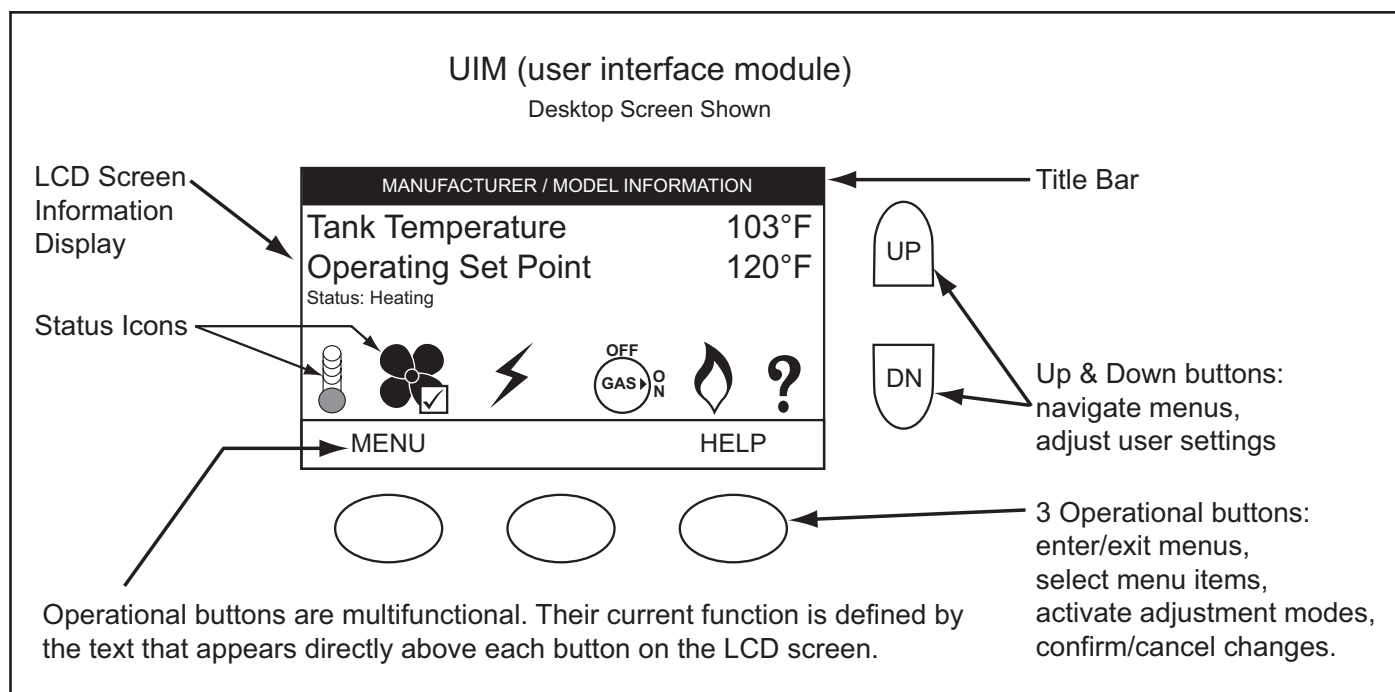 UIM (user interface module)
Desktop Screen Shown
LCD Screen
Information
Display
MANUFACTURER / MODEL INFORMATION
Title Bar
Tank Temperature 103°F
Operating Set Point 120°F
Status: Heating
UP
Status Icons
OFF
GAS
ON
?
DN
Up & Down buttons:
navigate menus,
adjust user settings
MENU HELP
3 Operational buttons:
enter/exit menus,
select menu items,
activate adjustment modes,
confirm/cancel changes.
Operational buttons are multifunctional. Their current function is defined by
the text that appears directly above each button on the LCD screen.